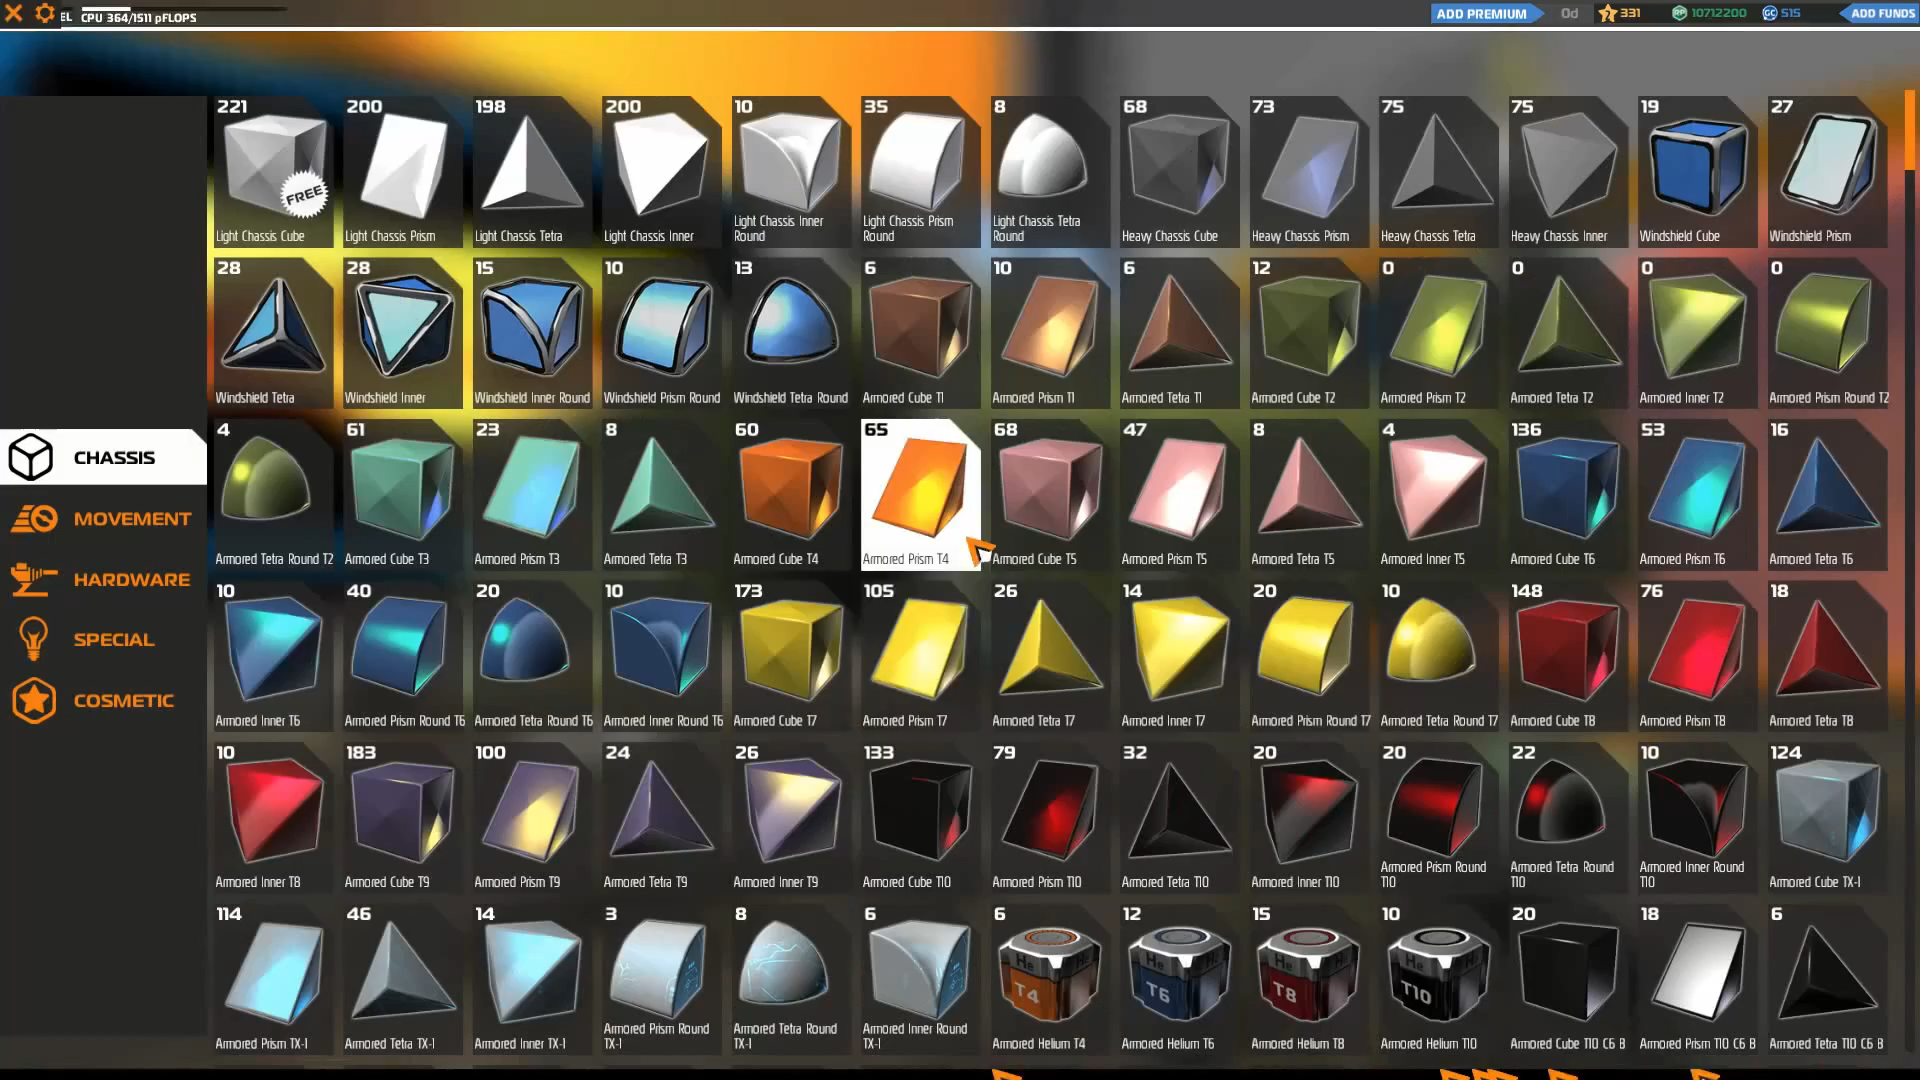 EL CPU 364/1511 pFLOPS
ADD PREMIUM 0d 331 RP 10712200 GC 515 ADD FUNDS
221 200 198 200 10 35 8 68 73 75 75 19 27
FREE
Light Chassis Cube
Light Chassis Prism
Light Chassis Tetra
Light Chassis Inner
Light Chassis Inner
Round
Light Chassis Prism
Round
Light Chassis Tetra
Round
Heavy Chassis Cube
Heavy Chassis Prism
Heavy Chassis Tetra
Heavy Chassis Inner
Windshield Cube
Windshield Prism
28 28 15 10 13 6 10 6 12 0 0 0 0
Windshield Tetra
Windshield Inner
Windshield Inner Round
Windshield Prism Round
Windshield Tetra Round
Armored Cube T1
Armored Prism T1
Armored Tetra T1
Armored Cube T2
Armored Prism T2
Armored Tetra T2
Armored Inner T2
Armored Prism Round T2
4 61 23 8 60 65 68 47 8 4 136 53 16
Armored Tetra Round T2
Armored Cube T3
Armored Prism T3
Armored Tetra T3
Armored Cube T4
Armored Prism T4
Armored Cube T5
Armored Prism T5
Armored Tetra T5
Armored Inner T5
Armored Cube T6
Armored Prism T6
Armored Tetra T6
CHASSIS
MOVEMENT
HARDWARE
SPECIAL
COSMETIC
10 40 20 10 173 105 26 14 20 10 148 76 18
Armored Inner T6
Armored Prism Round T6
Armored Tetra Round T6
Armored Inner Round T6
Armored Cube T7
Armored Prism T7
Armored Tetra T7
Armored Inner T7
Armored Prism Round T7
Armored Tetra Round T7
Armored Cube T8
Armored Prism T8
Armored Tetra T8
10 183 100 24 26 133 79 32 20 20 22 10 124
Armored Inner T8
Armored Cube T9
Armored Prism T9
Armored Tetra T9
Armored Inner T9
Armored Cube T10
Armored Prism T10
Armored Tetra T10
Armored Inner T10
Armored Prism Round
T10
Armored Tetra Round
T10
Armored Inner Round
T10
Armored Cube TX-1
114 46 14 3 8 6 6 12 15 10 20 18 6
He He T4
He He T6
He He T8
He He T10
Armored Prism TX-1
Armored Tetra TX-1
Armored Inner TX-1
Armored Prism Round
TX-1
Armored Tetra Round
TX-1
Armored Inner Round
TX-1
Armored Helium T4
Armored Helium T6
Armored Helium T8
Armored Helium T10
Armored Cube T10 C6 B
Armored Prism T10 C6 B
Armored Tetra T10 C6 B